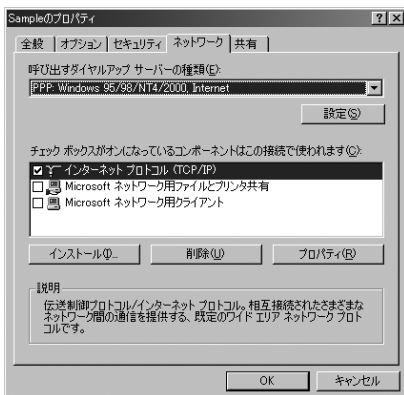 Sampleのプロパティ
全般 オプション セキュリティ ネットワーク 共有
呼び出すダイヤルアップ サーバーの種類(E):
PPP: Windows 95/98/NT4/2000, Internet
設定(S)
チェック ボックスがオンになっているコンポーネントはこの接続で使われます(C):
インターネット プロトコル (TCP/IP)
Microsoft ネットワーク用ファイルとプリンタ共有
Microsoft ネットワーク用クライアント
インストール(I)... 削除(U) プロパティ(R)
説明
伝送制御プロトコル/インターネット プロトコル。相互接続されたさまざまな
ネットワーク間の通信を提供する、既定のワイド エリア ネットワーク プロト
コルです。
OK キャンセル